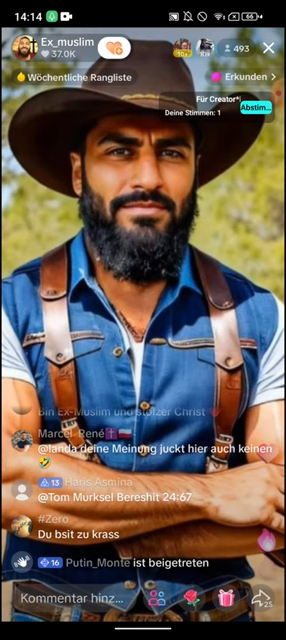 14:14
66
Ex_muslim
37.0K
493
Wöchentliche Rangliste
Erkunden >
Für Creator*i
Deine Stimmen: 1
Abstim...
Bin Ex-Muslim und stolzer Christ
Marcel-René
@landa deine Meinung juckt hier auch keinen
13 Haris Asmina
@Tom Murksel Bereshit 24:67
#Zero
Du bsit zu krass
16 Putin_Monte ist beigetreten
Kommentar hinz...
25